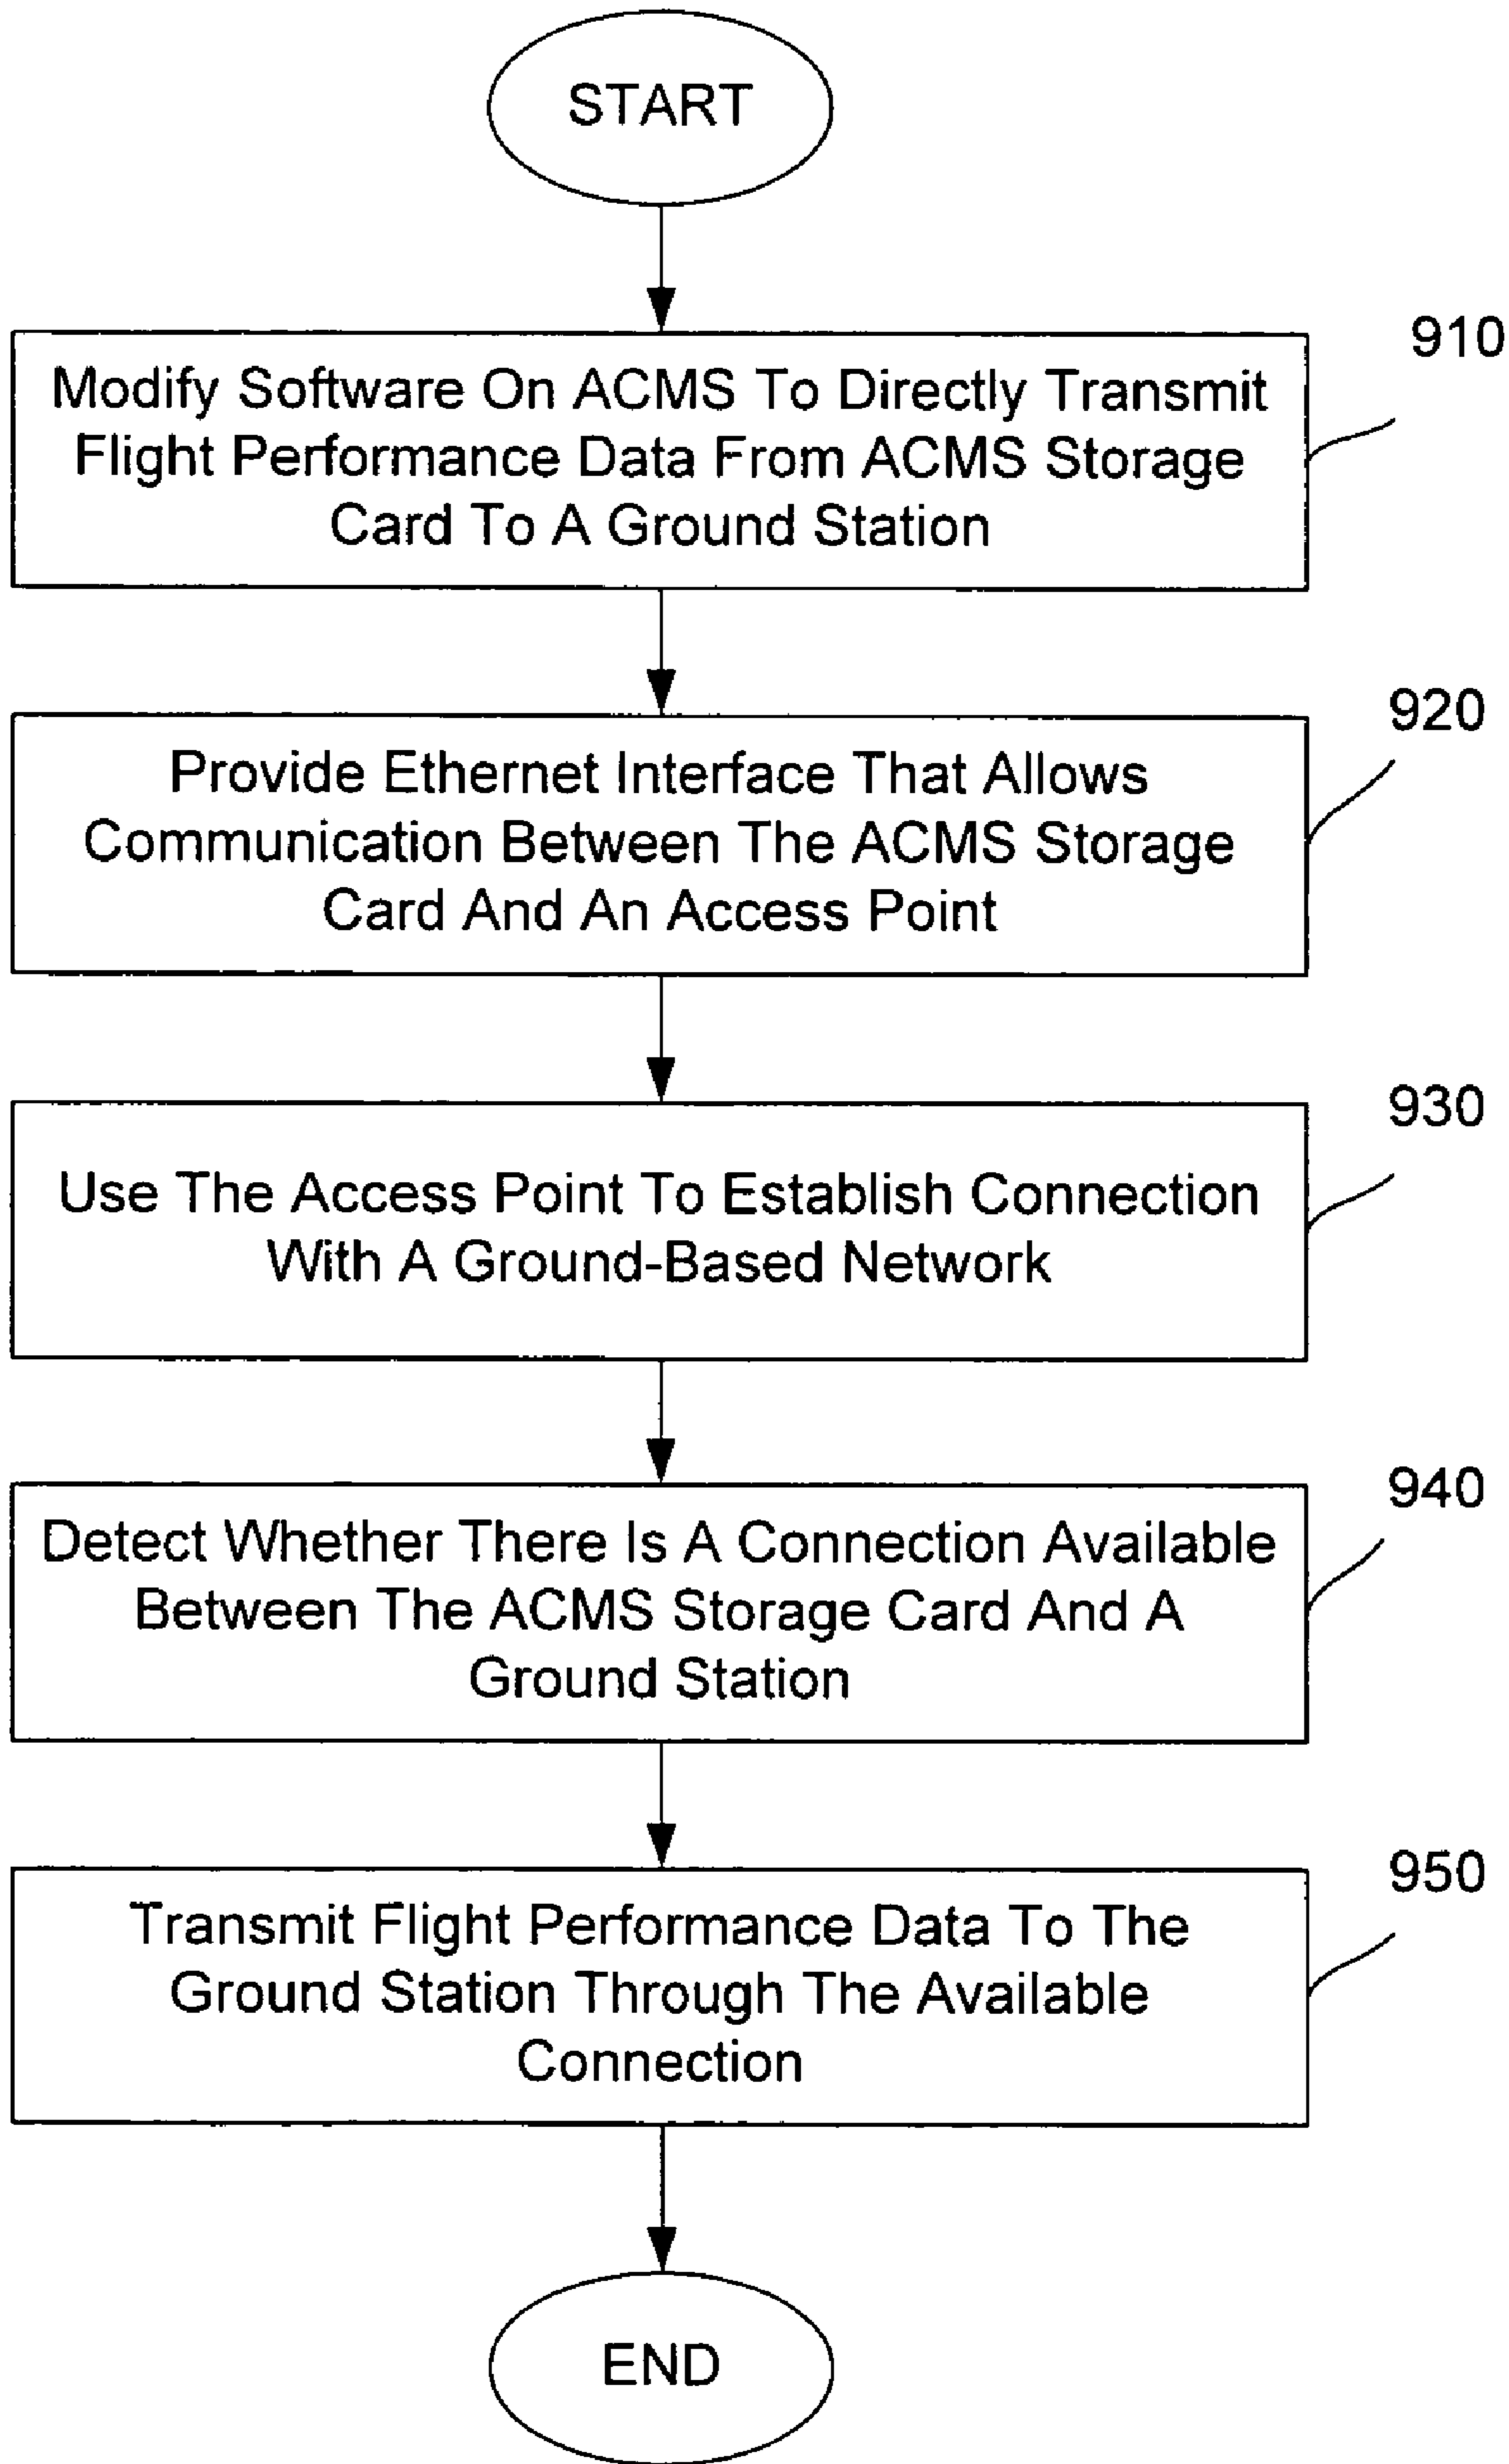 START
910
Modify Software On ACMS To Directly Transmit
Flight Performance Data From ACMS Storage
Card To A Ground Station
920
Provide Ethernet Interface That Allows
Communication Between The ACMS Storage
Card And An Access Point
930
Use The Access Point To Establish Connection
With A Ground-Based Network
940
Detect Whether There Is A Connection Available
Between The ACMS Storage Card And A
Ground Station
950
Transmit Flight Performance Data To The
Ground Station Through The Available
Connection
END